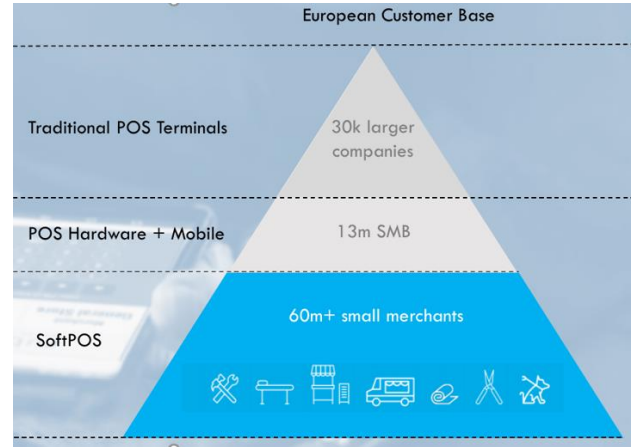 European Customer Base
Traditional POS Terminals
30k larger
companies
POS Hardware + Mobile
13m SMB
60m+ small merchants
SoftPOS